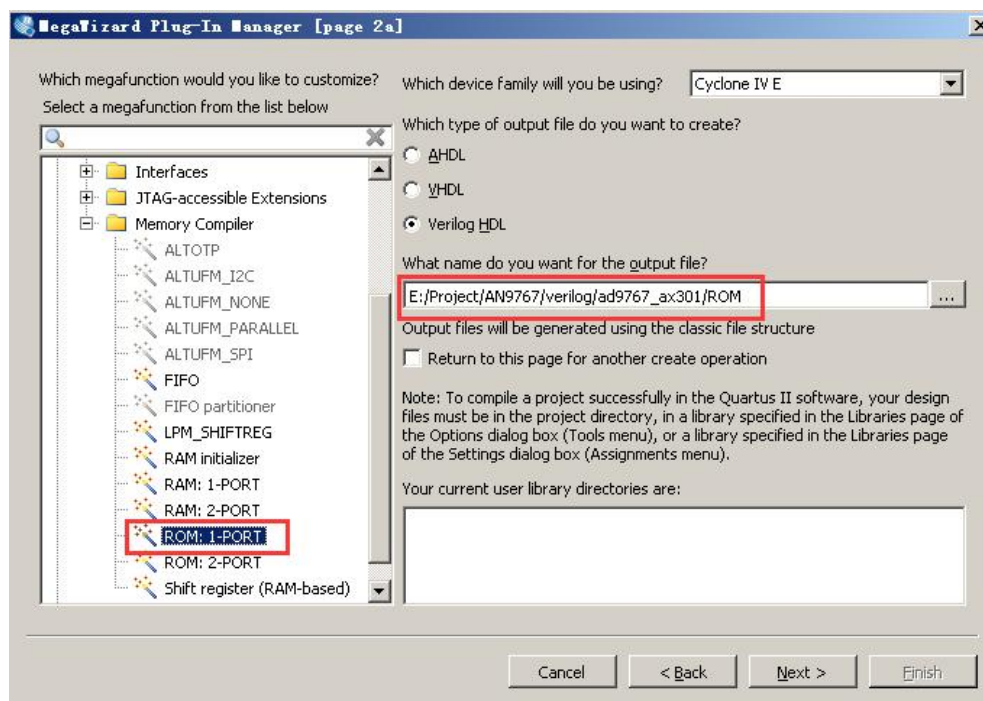 MegaWizard Plug-In Manager [page 2a]
Which megafunction would you like to customize?
Select a megafunction from the list below
Interfaces
JTAG-accessible Extensions
Memory Compiler
ALTOTP
ALTUFM_I2C
ALTUFM_NONE
ALTUFM_PARALLEL
ALTUFM_SPI
FIFO
FIFO partitioner
LPM_SHIFTREG
RAM initializer
RAM: 1-PORT
RAM: 2-PORT
ROM: 1-PORT
ROM: 2-PORT
Shift register (RAM-based)
Which device family will you be using?
Cyclone IV E
Which type of output file do you want to create?
AHDL
VHDL
Verilog HDL
What name do you want for the output file?
E:/Project/AN9767/verilog/ad9767_ax301/ROM
...
Output files will be generated using the classic file structure
Return to this page for another create operation
Note: To compile a project successfully in the Quartus II software, your design
files must be in the project directory, in a library specified in the Libraries page of
the Options dialog box (Tools menu), or a library specified in the Libraries page
of the Settings dialog box (Assignments menu).
Your current user library directories are:
Cancel
< Back
Next >
Finish